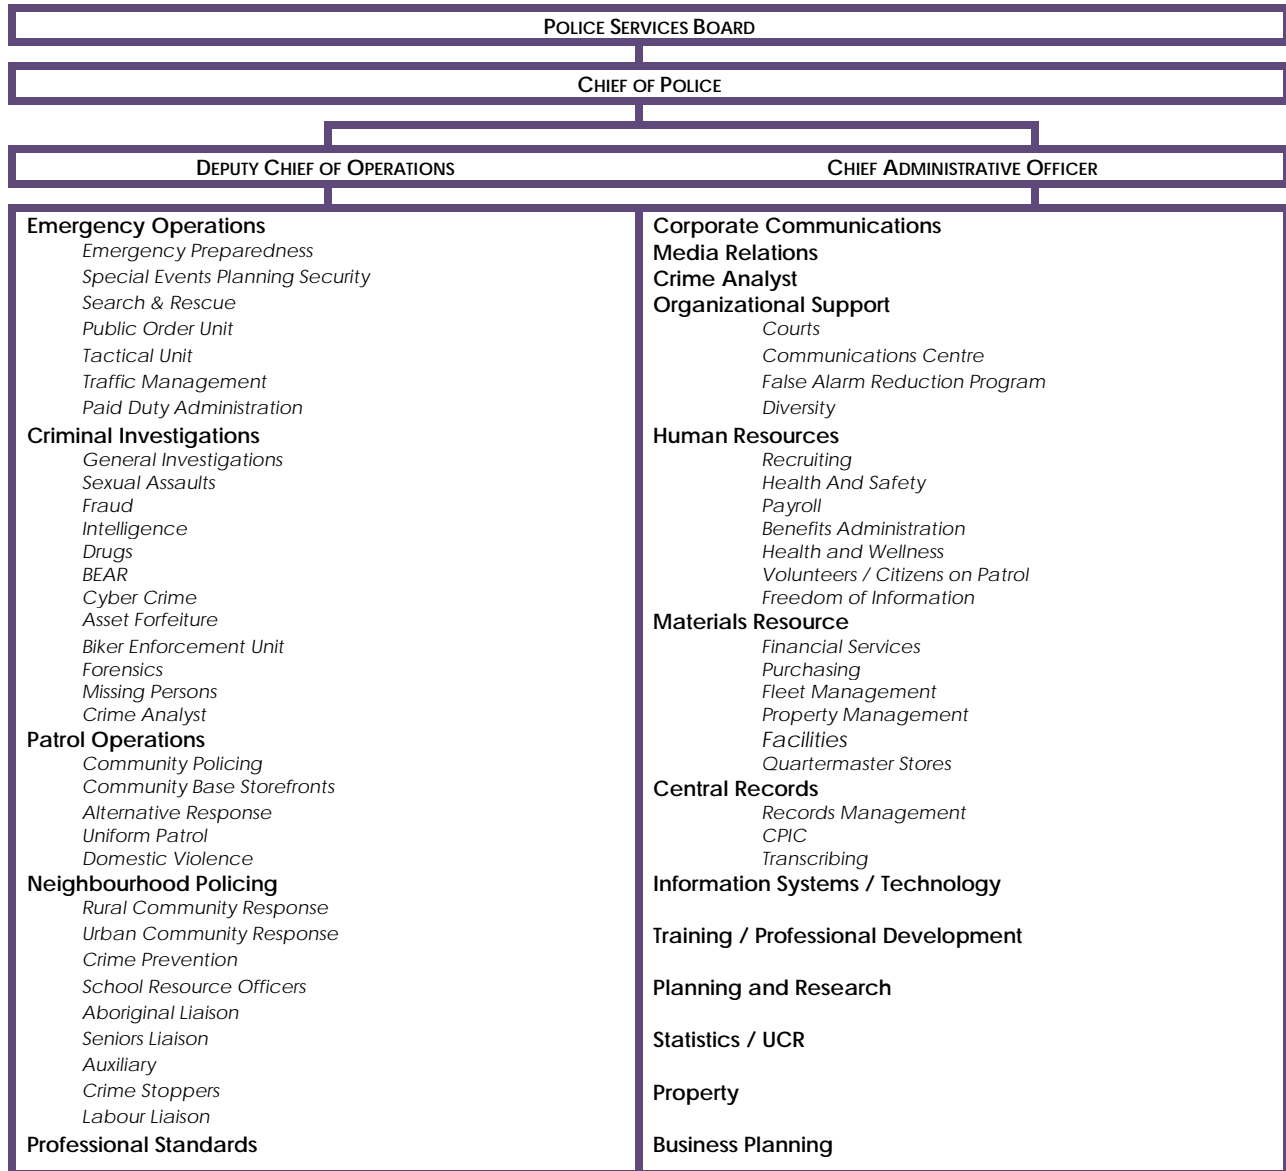 POLICE SERVICES BOARD
CHIEF OF POLICE
DEPUTY CHIEF OF OPERATIONS
Emergency Operations
Emergency Preparedness
Special Events Planning Security
Search & Rescue
Public Order Unit
Tactical Unit
Traffic Management
Paid Duty Administration
Criminal Investigations
General Investigations
Sexual Assaults
Fraud
Intelligence
Drugs
BEAR
Cyber Crime
Asset Forfeiture
Biker Enforcement Unit
Forensics
Missing Persons
Crime Analyst
Patrol Operations
Community Policing
Community Base Storefronts
Alternative Response
Uniform Patrol
Domestic Violence
Neighbourhood Policing
Rural Community Response
Urban Community Response
Crime Prevention
School Resource Officers
Aboriginal Liaison
Seniors Liaison
Auxiliary
Crime Stoppers
Labour Liaison
Professional Standards
CHIEF ADMINISTRATIVE OFFICER
Corporate Communications
Media Relations
Crime Analyst
Organizational Support
Courts
Communications Centre
False Alarm Reduction Program
Diversity
Human Resources
Recruiting
Health And Safety
Payroll
Benefits Administration
Health and Wellness
Volunteers / Citizens on Patrol
Freedom of Information
Materials Resource
Financial Services
Purchasing
Fleet Management
Property Management
Facilities
Quartermaster Stores
Central Records
Records Management
CPIC
Transcribing
Information Systems / Technology
Training / Professional Development
Planning and Research
Statistics / UCR
Property
Business Planning